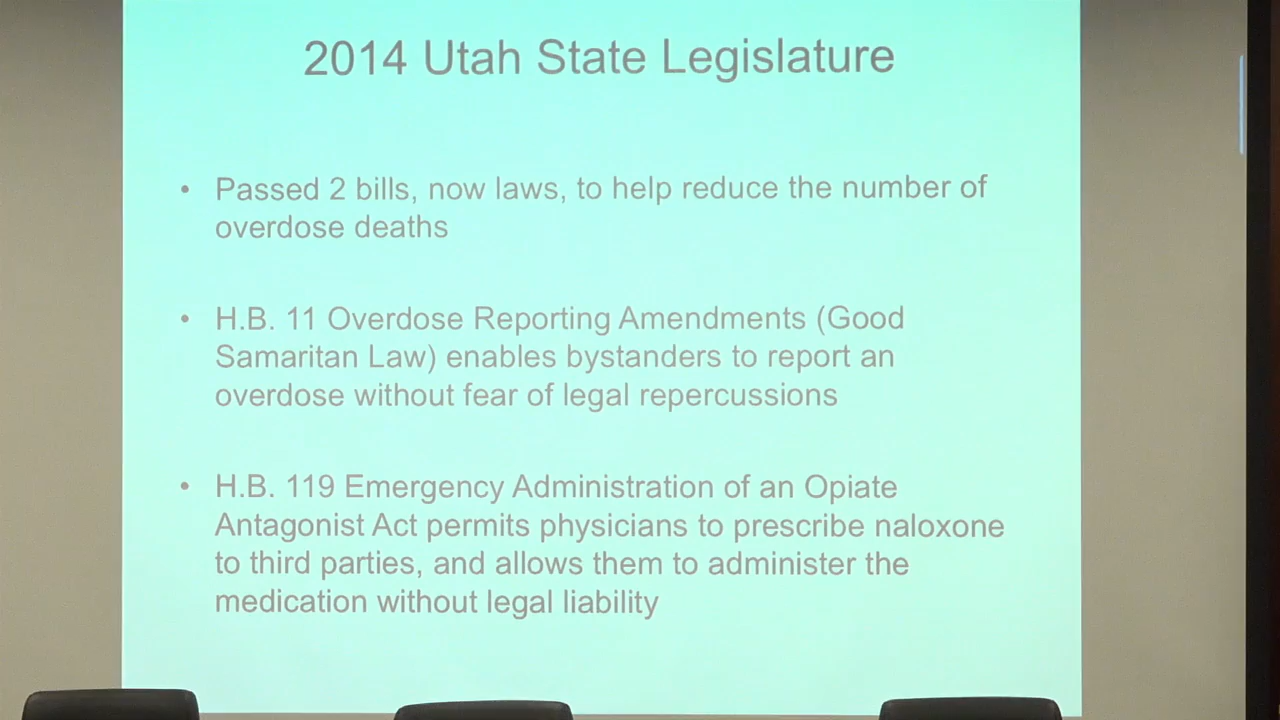 2014 Utah State Legislature
• Passed 2 bills, now laws, to help reduce the number of
overdose deaths
• H.B. 11 Overdose Reporting Amendments (Good
Samaritan Law) enables bystanders to report an
overdose without fear of legal repercussions
• H.B. 119 Emergency Administration of an Opiate
Antagonist Act permits physicians to prescribe naloxone
to third parties, and allows them to administer the
medication without legal liability